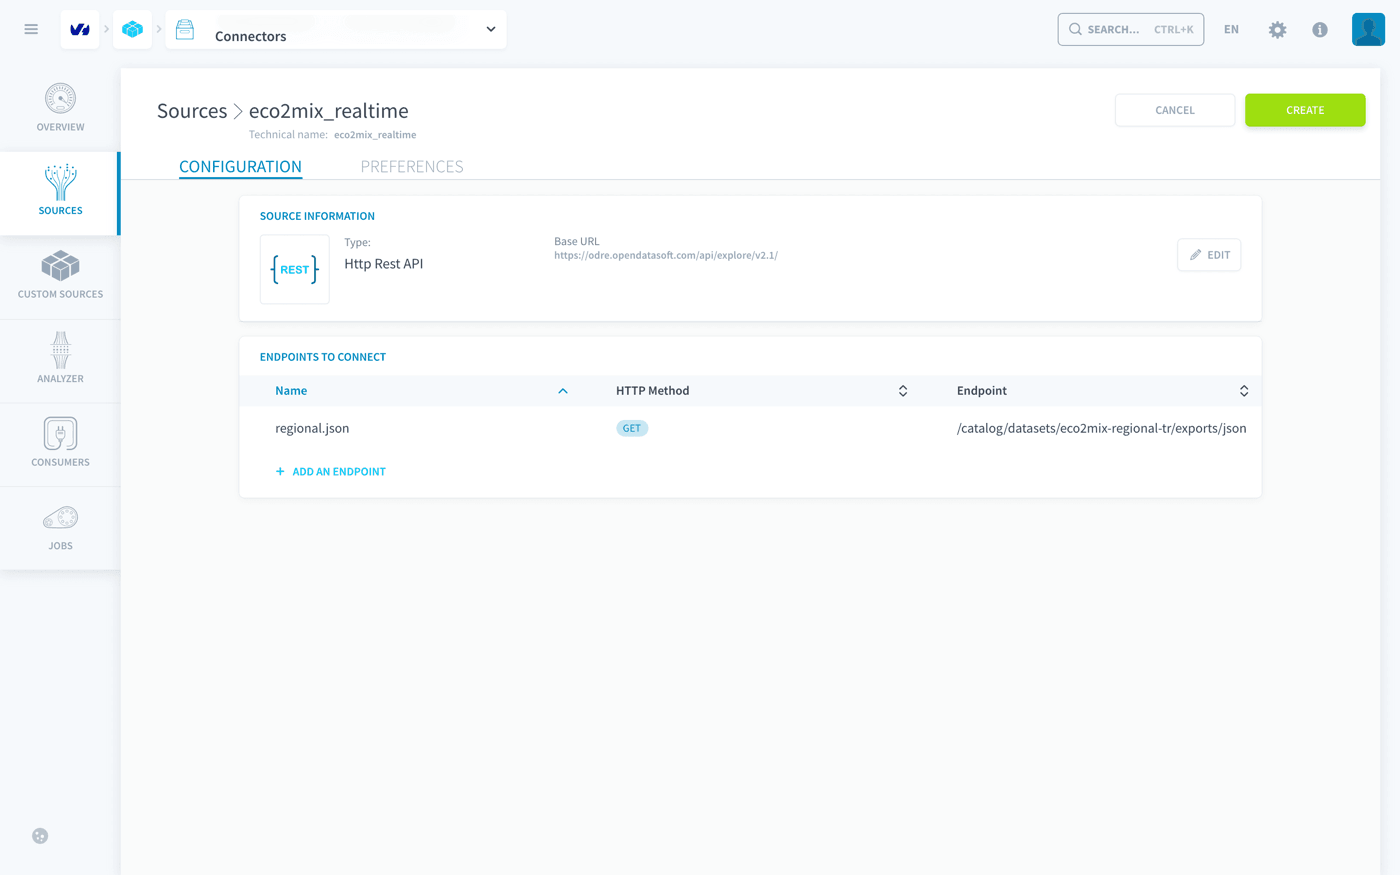 Connectors
SEARCH... CTRL+K
EN
OVERVIEW
SOURCES
CUSTOM SOURCES
ANALYZER
CONSUMERS
JOBS
Sources > eco2mix_realtime
Technical name: eco2mix_realtime
CANCEL
CREATE
CONFIGURATION
PREFERENCES
SOURCE INFORMATION
{REST}
Type:
Http Rest API
Base URL
https://odre.opendatasoft.com/api/explore/v2.1/
EDIT
ENDPOINTS TO CONNECT
Name HTTP Method Endpoint
regional.json GET /catalog/datasets/eco2mix-regional-tr/exports/json
+ ADD AN ENDPOINT